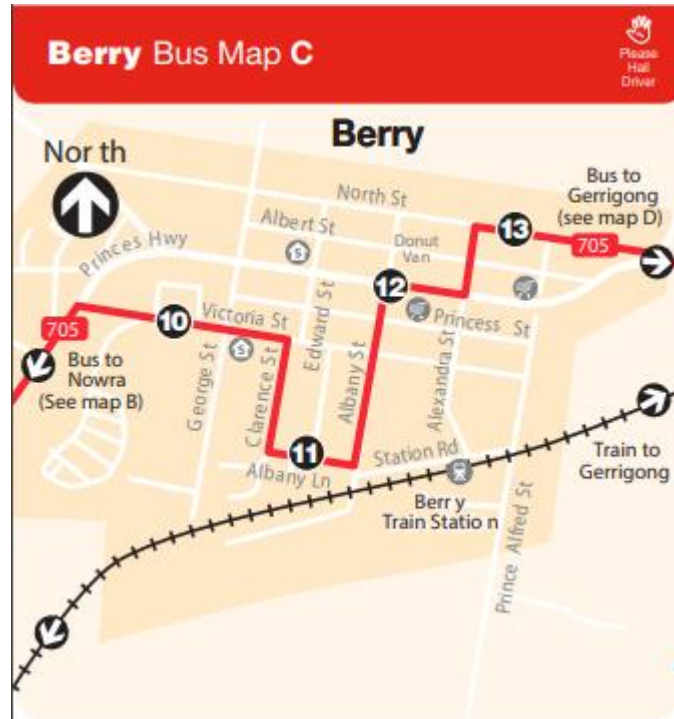 Berry Bus Map C
Please
Hail
Driver
Berry
Nor th
North St
Bus to
Gerrigong
(see map D)
Albert St
Donut
Van
13
705
Princes Hwy
12
10
Victoria St
Princess St
705
Bus to
Nowra
(See map B)
George St
Clarence St
Edward St
Albany St
Alexandra St
11
Albany Ln
Station Rd
Train to
Gerrigong
Berr y
Train Statio n
Prince Alfred St
S
S